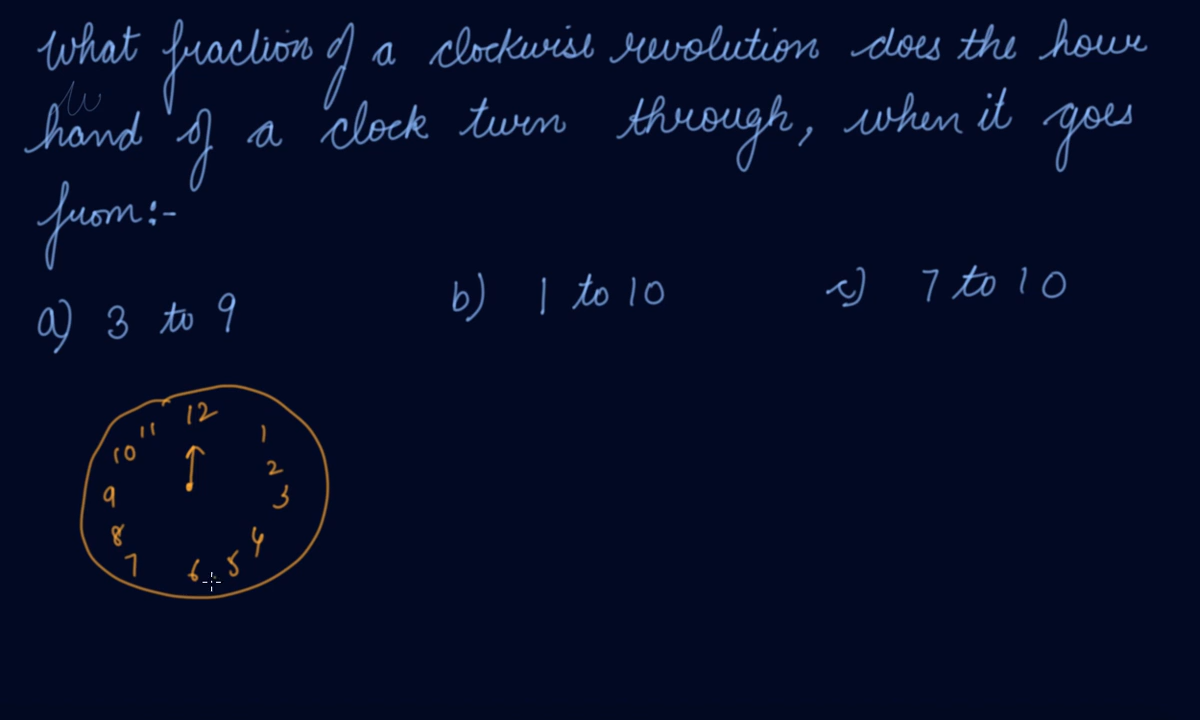 What fraction of a clockwise revolution does the hour
hand of a clock turn through, when it goes
from:-
a) 3 to 9 b) 1 to 10 c) 7 to 10
12
11 1
10 2
9 3
8 4
7 6 5